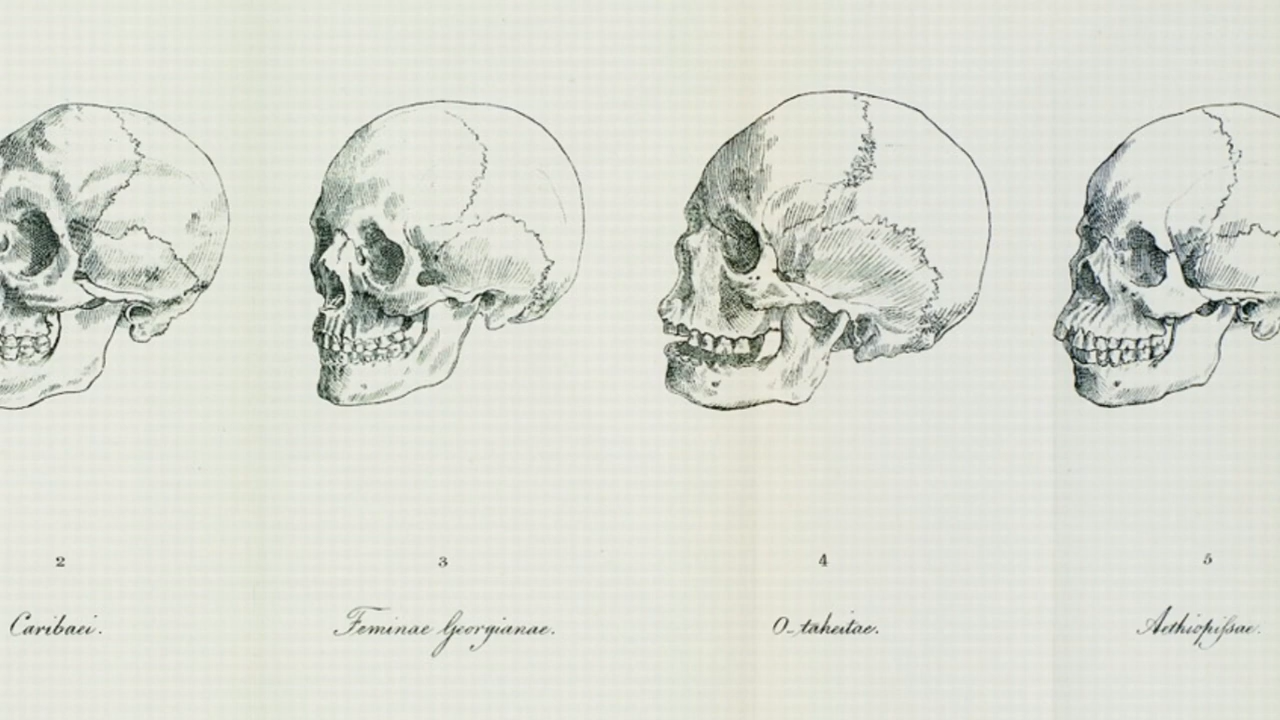 2
Caribaei.
3
Feminae Georgianae.
4
O-taheitae.
5
Aethiopiſsae.